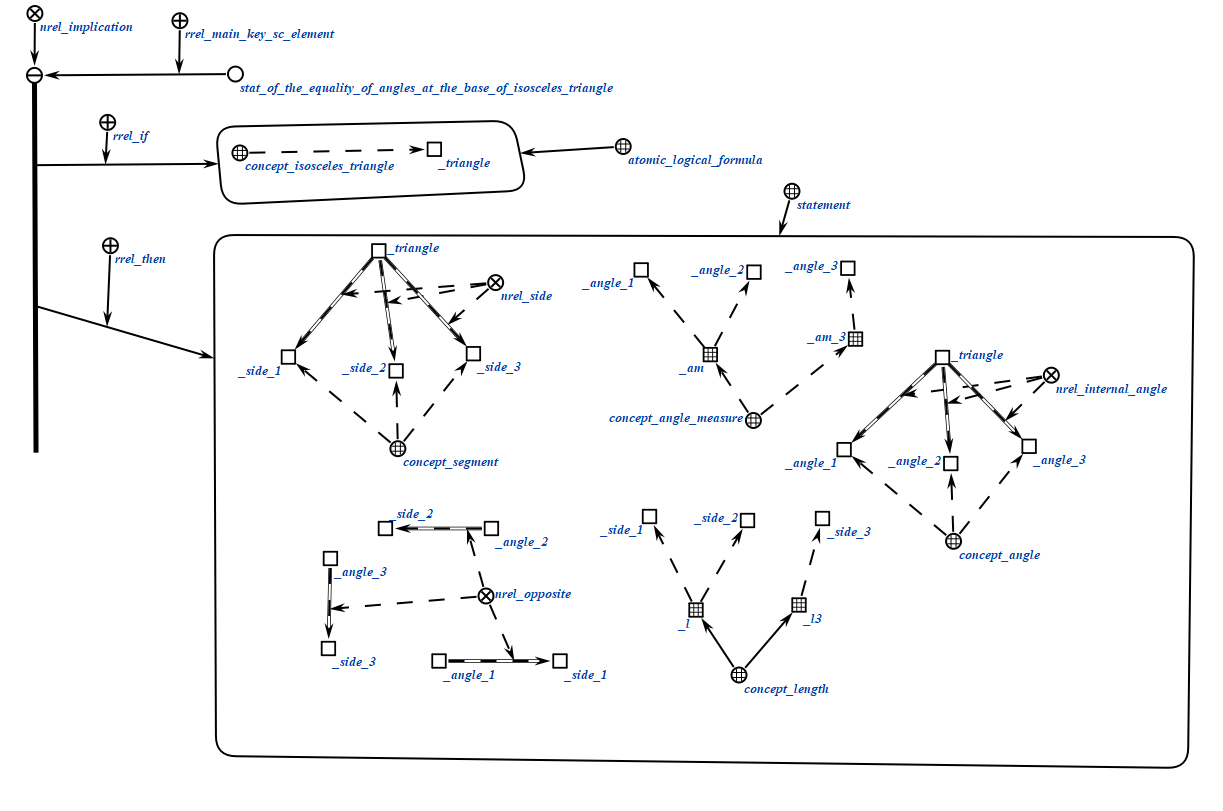 nrel_implication
rrel_main_key_sc_element
stat_of_the_equality_of_angles_at_the_base_of_isosceles_triangle
rrel_if
concept_isosceles_triangle
_triangle
atomic_logical_formula
statement
rrel_then
_triangle
nrel_side
_side_1
_side_2
_side_3
concept_segment
_angle_1
_angle_2
_angle_3
_am
_am_3
concept_angle_measure
_triangle
nrel_internal_angle
_angle_1
_angle_2
_angle_3
concept_angle
_side_2
_angle_2
_angle_3
nrel_opposite
_side_3
_angle_1
_side_1
_side_1
_side_2
_side_3
_l
_l3
concept_length